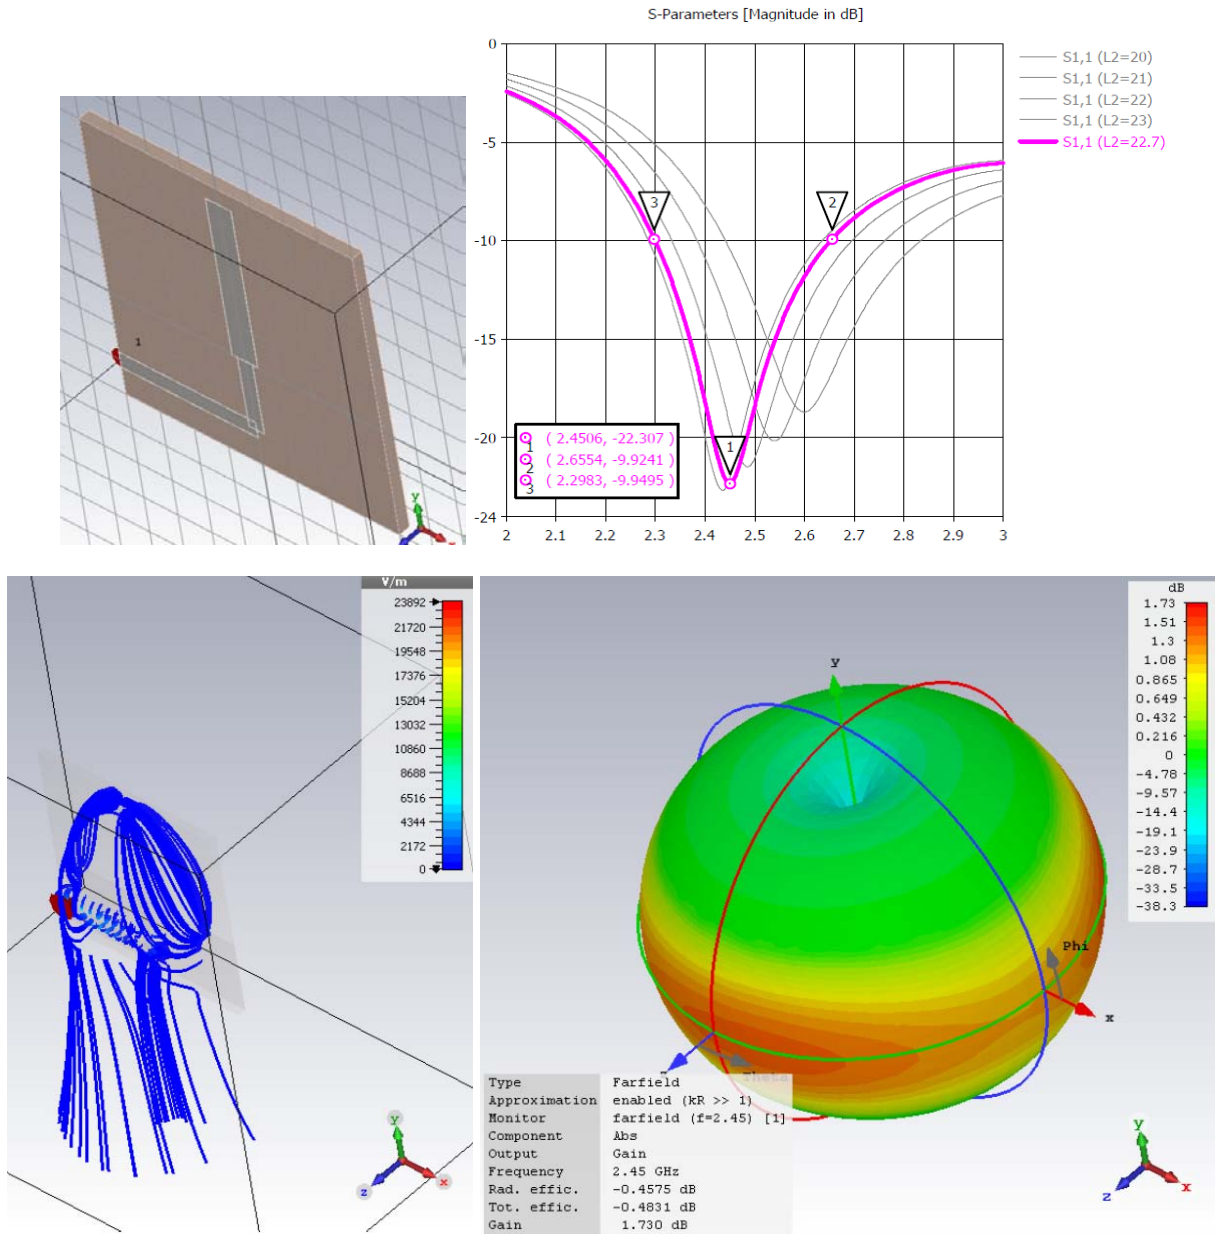 S-Parameters [Magnitude in dB]
0
-5
-10
-15
-20
-24
2 2.1 2.2 2.3 2.4 2.5 2.6 2.7 2.8 2.9 3
S1,1 (L2=20)
S1,1 (L2=21)
S1,1 (L2=22)
S1,1 (L2=23)
S1,1 (L2=22.7)
3
2
1
1 ( 2.4506, -22.307 )
2 ( 2.6554, -9.9241 )
3 ( 2.2983, -9.9495 )
1
y
V/m
23892
21720
19548
17376
15204
13032
10860
8688
6516
4344
2172
0
y
z
x
dB
1.73
1.51
1.3
1.08
0.865
0.649
0.432
0.216
0
-4.78
-9.57
-14.4
-19.1
-23.9
-28.7
-33.5
-38.3
y
Phi
x
Type Farfield
Approximation enabled (kR >> 1)
Monitor farfield (f=2.45) [1]
Component Abs
Output Gain
Frequency 2.45 GHz
Rad. effic. -0.4575 dB
Tot. effic. -0.4831 dB
Gain 1.730 dB
y
z
x